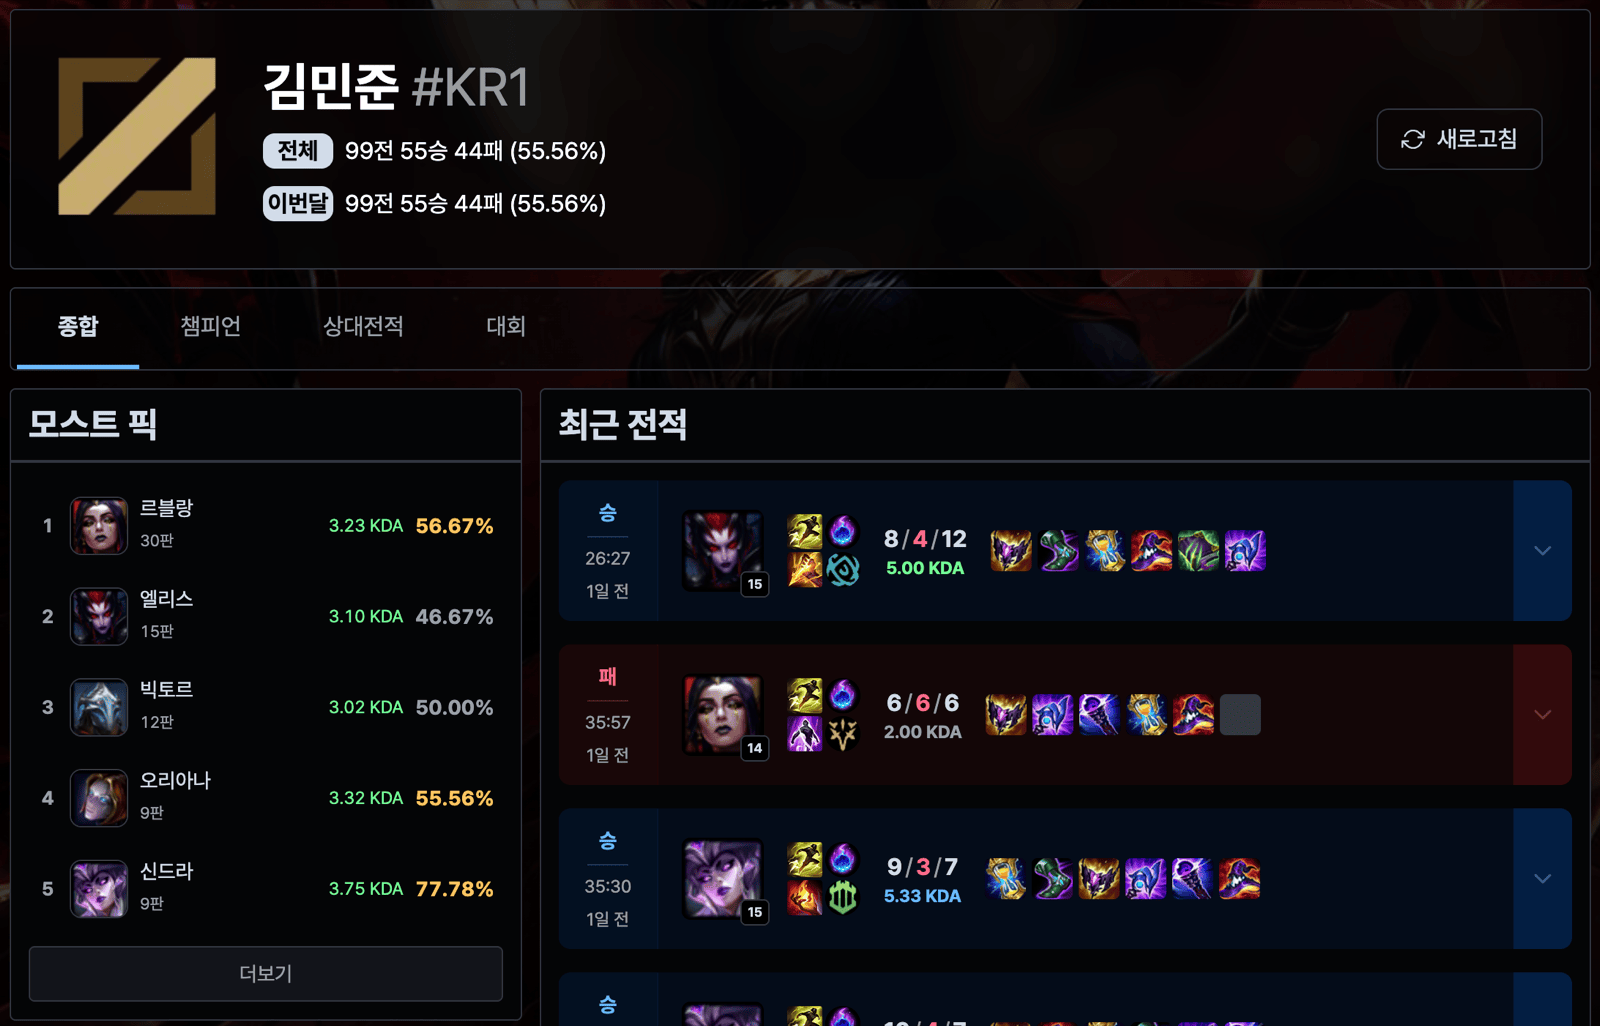 김민준 #KR1
전체 99전 55승 44패 (55.56%)
이번달 99전 55승 44패 (55.56%)
새로고침
종합 챔피언 상대전적 대회
모스트 픽
1 르블랑 30판 3.23 KDA 56.67%
2 엘리스 15판 3.10 KDA 46.67%
3 빅토르 12판 3.02 KDA 50.00%
4 오리아나 9판 3.32 KDA 55.56%
5 신드라 9판 3.75 KDA 77.78%
더보기
최근 전적
승
26:27
1일 전
15
8/4/12
5.00 KDA
패
35:57
1일 전
14
6/6/6
2.00 KDA
승
35:30
1일 전
15
9/3/7
5.33 KDA
승